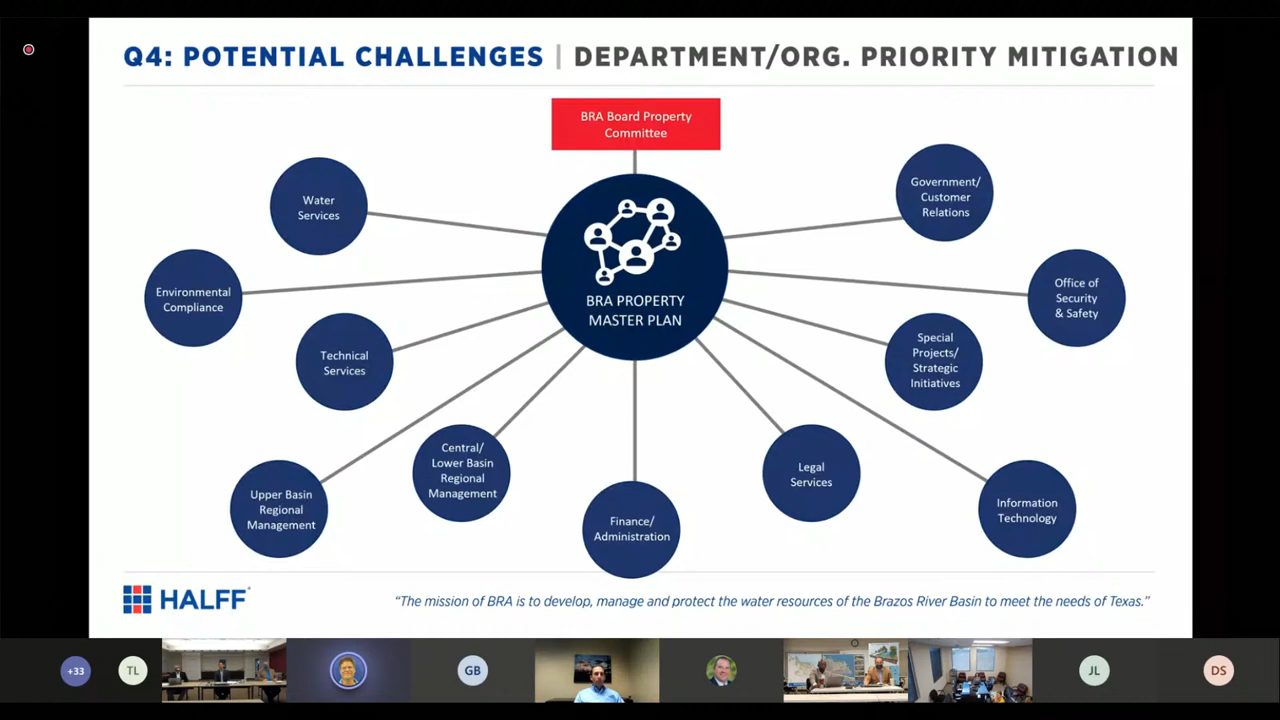 Q4: POTENTIAL CHALLENGES | DEPARTMENT/ORG. PRIORITY MITIGATION
BRA Board Property
Committee
Water
Services
Government/
Customer
Relations
Environmental
Compliance
BRA PROPERTY
MASTER PLAN
Office of
Security
& Safety
Technical
Services
Special
Projects/
Strategic
Initiatives
Central/
Lower Basin
Regional
Management
Legal
Services
Upper Basin
Regional
Management
Finance/
Administration
Information
Technology
HALFF
“The mission of BRA is to develop, manage and protect the water resources of the Brazos River Basin to meet the needs of Texas.”
+33
TL
GB
JL
DS